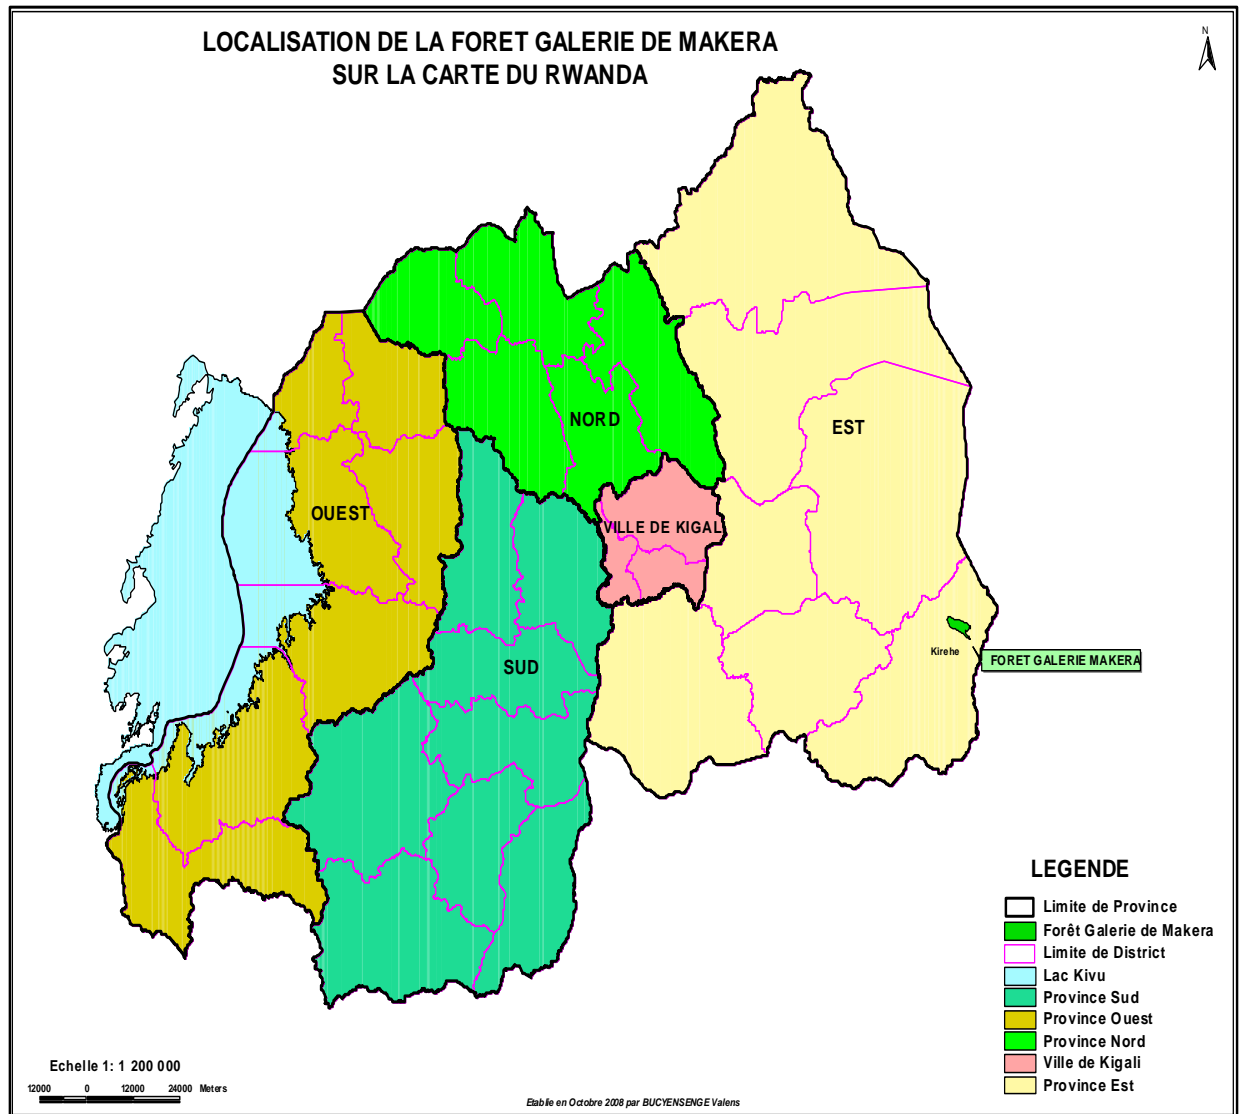 LOCALISATION DE LA FORET GALERIE DE MAKERA
SUR LA CARTE DU RWANDA
N
NORD
EST
OUEST
VILLE DE KIGAL
SUD
Kirehe
FORET GALERIE MAKERA
LEGENDE
Limite de Province
Forêt Galerie de Makera
Limite de District
Lac Kivu
Province Sud
Province Ouest
Province Nord
Ville de Kigali
Province Est
Echelle 1: 1 200 000
12000 0 12000 24000 Meters
Etablie en Octobre 2008 par BUCYENSENGE Valens